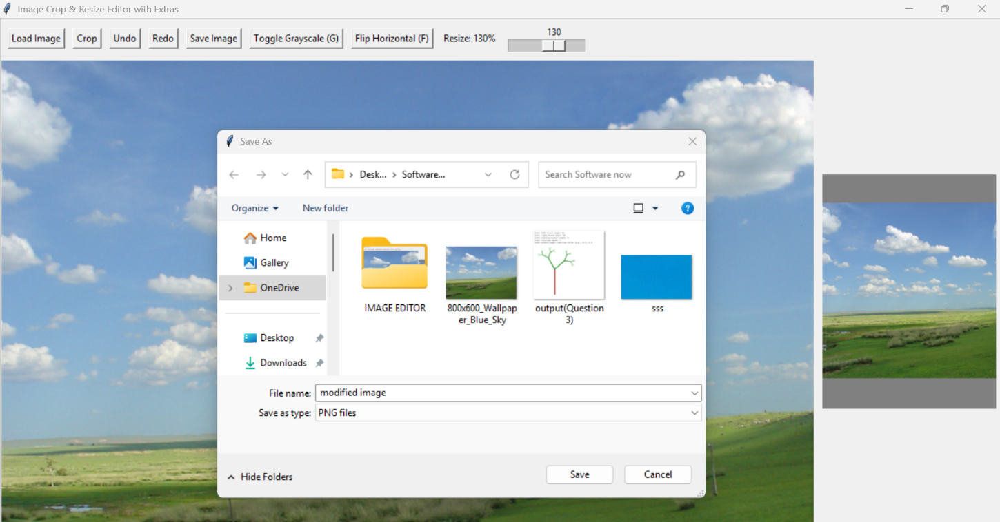 Image Crop & Resize Editor with Extras
Load Image Crop Undo Redo Save Image Toggle Grayscale (G) Flip Horizontal (F) Resize: 130% 130
Save As
Desk... Software... Search Software now
Organize New folder
Home
Gallery
OneDrive
Desktop
Downloads
IMAGE EDITOR
800x600_Wallpap
er_Blue_Sky
output(Question
3)
sss
File name: modified image
Save as type: PNG files
Hide Folders Save Cancel